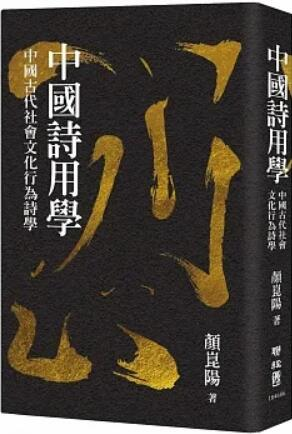 中國詩用學
中國古代社會文化行為詩學
顏崑陽 著
中國詩用學
中國古代社會
文化行為詩學
顏崑陽 著
聯經